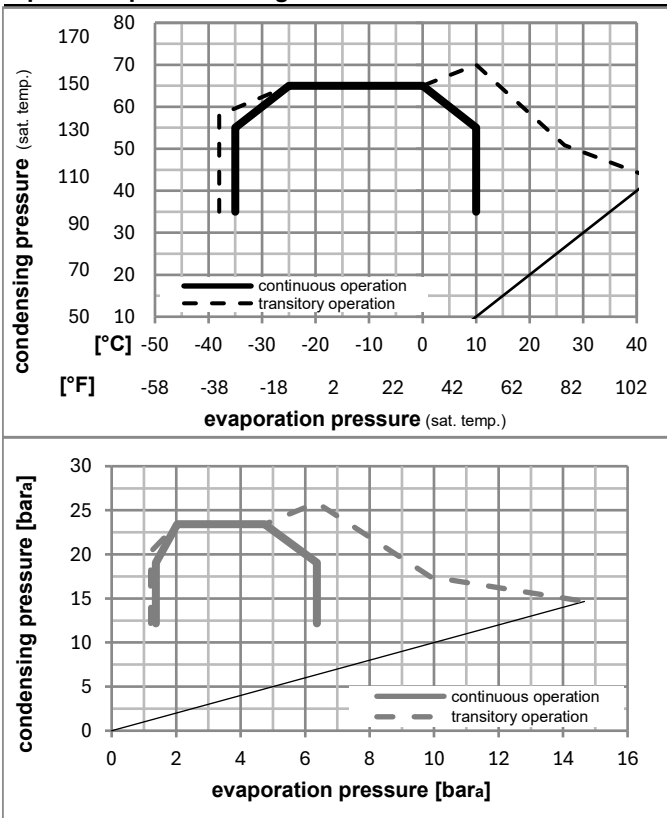 170 80
70
150 60
130 50
110 40
90 30
70 20
50 10
condensing pressure (sat. temp.)
continuous operation
transitory operation
[°C] -50 -40 -30 -20 -10 0 10 20 30 40
[°F] -58 -38 -18 2 22 42 62 82 102
evaporation pressure (sat. temp.)
30
25
20
15
10
5
0
condensing pressure [bara]
continuous operation
transitory operation
0 2 4 6 8 10 12 14 16
evaporation pressure [bara]